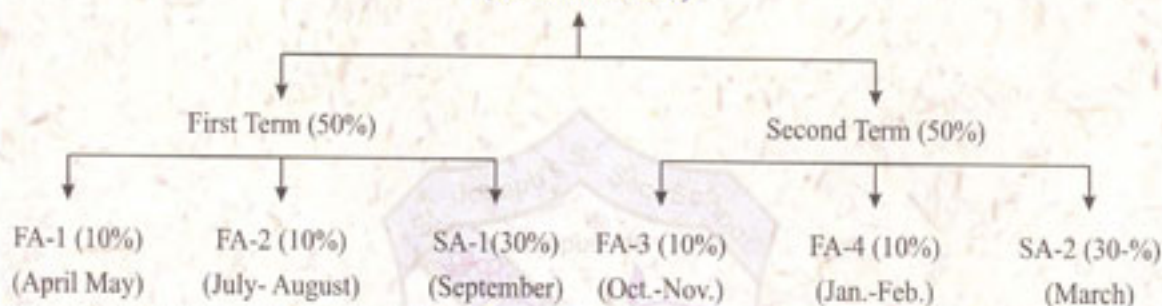 First Term (50%) Second Term (50%)
FA-1 (10%) FA-2 (10%) SA-1(30%) FA-3 (10%) FA-4 (10%) SA-2 (30-%)
(April May) (July- August) (September) (Oct.-Nov.) (Jan.-Feb.) (March)